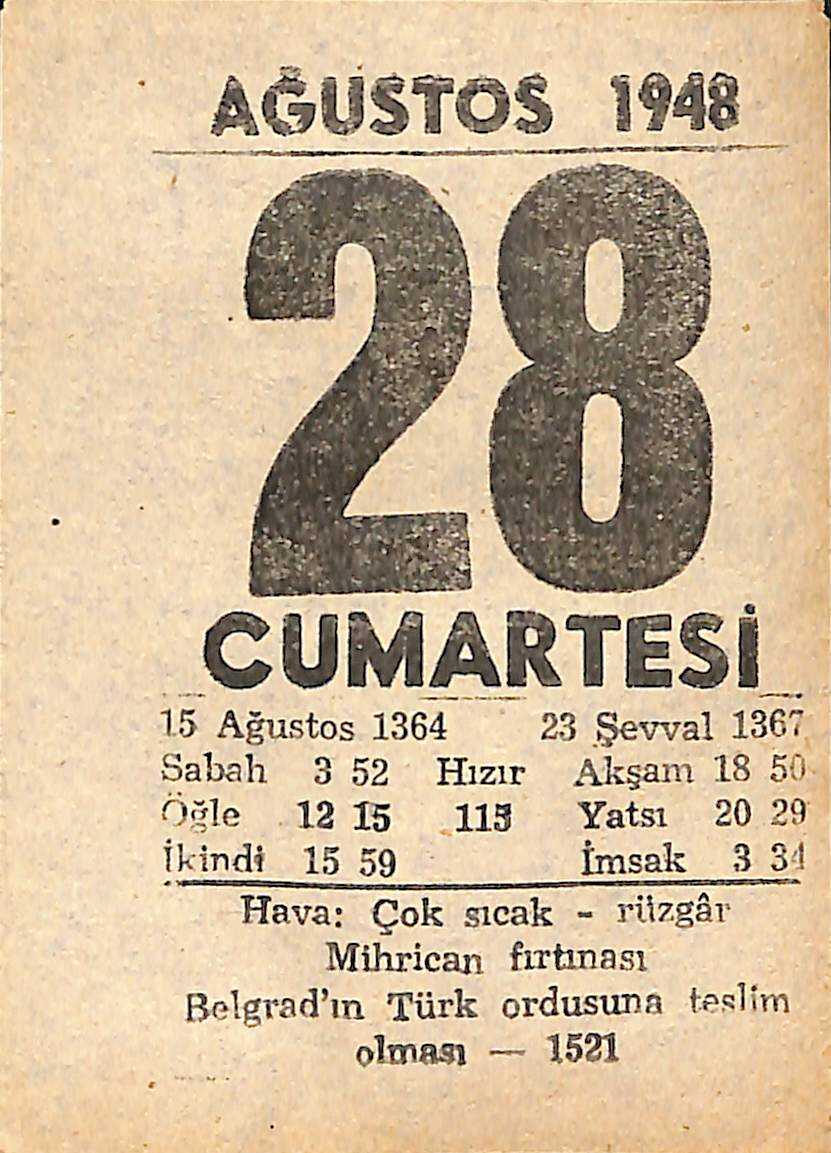 AĞUSTOS 1948
28
CUMARTESİ
15 Ağustos 1364 23 Şevval 1367
Sabah 3 52 Hızır Akşam 18 50
Öğle 12 15 113 Yatsı 20 29
İkindi 15 59 İmsak 3 34
Hava: Çok sıcak - rüzgâr
Mihrican fırtınası
Belgrad'ın Türk ordusuna teslim
olması — 1521